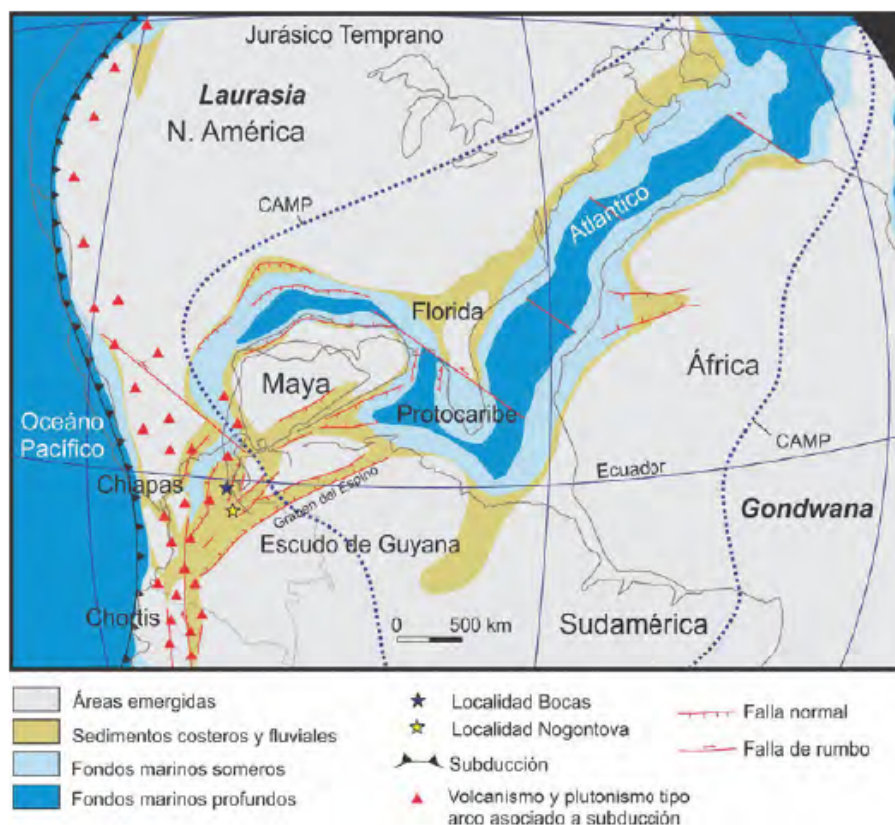 Jurásico Temprano
Laurasia
N. América
CAMP
Atlantico
Florida
Maya
África
Océano
Pacífico
Protocaribe
CAMP
Ecuador
Chiapas
Graben del Espino
Gondwana
Escudo de Guyana
Chortis
0 500 km
Sudamérica
Áreas emergidas
Sedimentos costeros y fluviales
Fondos marinos someros
Fondos marinos profundos
Localidad Bocas
Localidad Nogontova
Subducción
Volcanismo y plutonismo tipo
arco asociado a subducción
Falla normal
Falla de rumbo